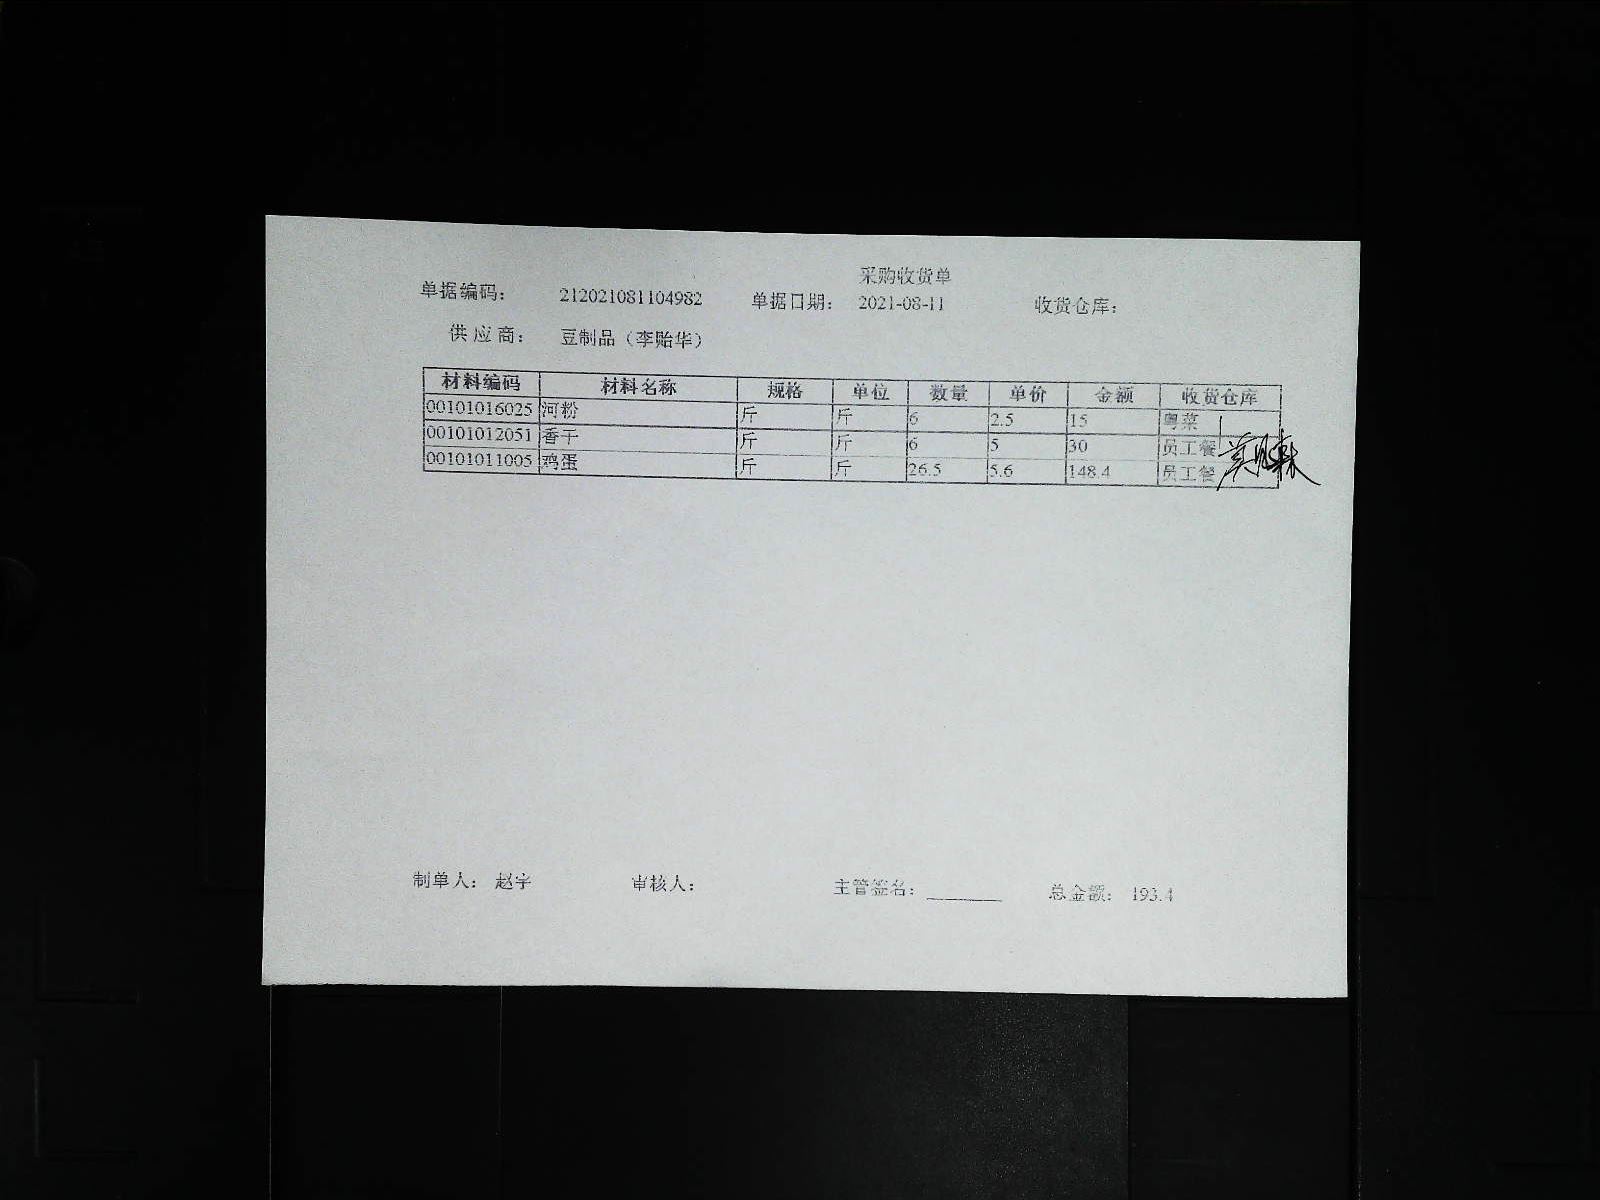 采购收货单
单据编码： 212021081104982 单据日期： 2021-08-11 收货仓库：
供应商： 豆制品（李贻华）
材料编码 材料名称 规格 单位 数量 单价 金额 收货仓库
00101016025 河粉 斤 斤 6 2.5 15 粤菜
00101012051 香干 斤 斤 6 5 30 员工餐
00101011005 鸡蛋 斤 斤 26.5 5.6 148.4 员工餐
制单人： 赵宇 审核人： 主管签名： 总金额： 193.4